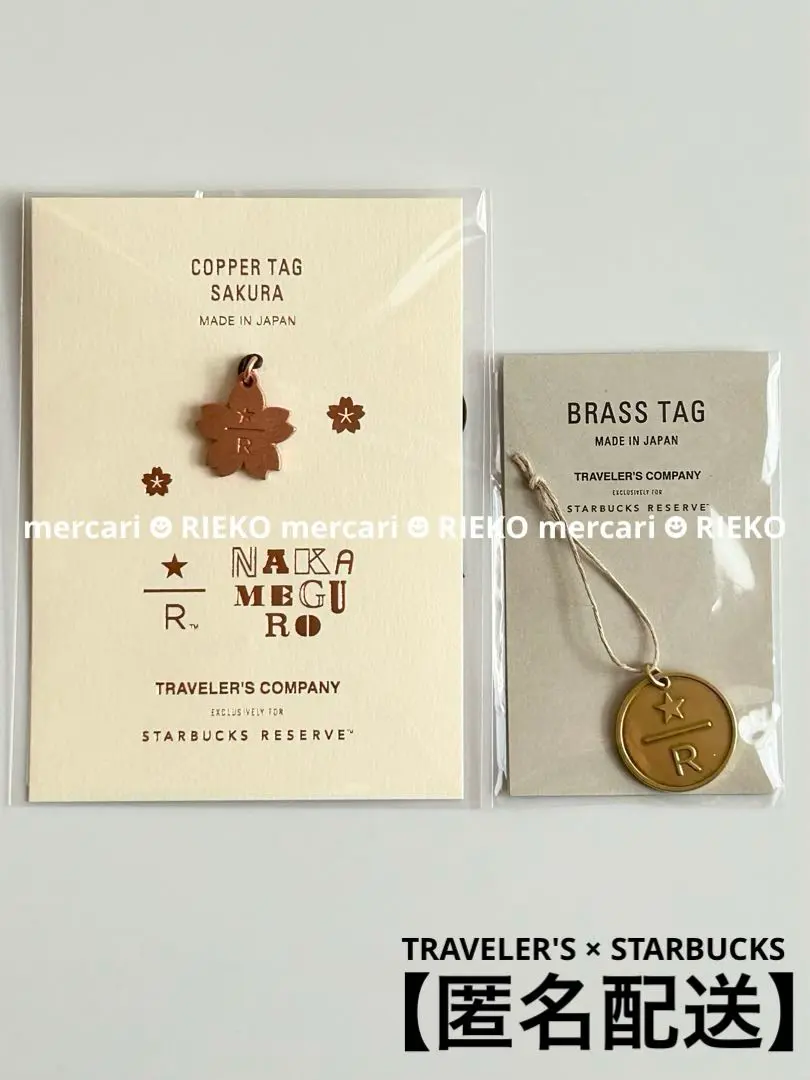 COPPER TAG
SAKURA
MADE IN JAPAN
R
R™
NAKA
MEGU
RO
TRAVELER'S COMPANY
EXCLUSIVELY FOR
STARBUCKS RESERVE™
BRASS TAG
MADE IN JAPAN
TRAVELER'S COMPANY
EXCLUSIVELY FOR
STARBUCKS RESERVE™
R
mercari RIEKO mercari RIEKO mercari RIEKO
TRAVELER'S × STARBUCKS
【匿名配送】